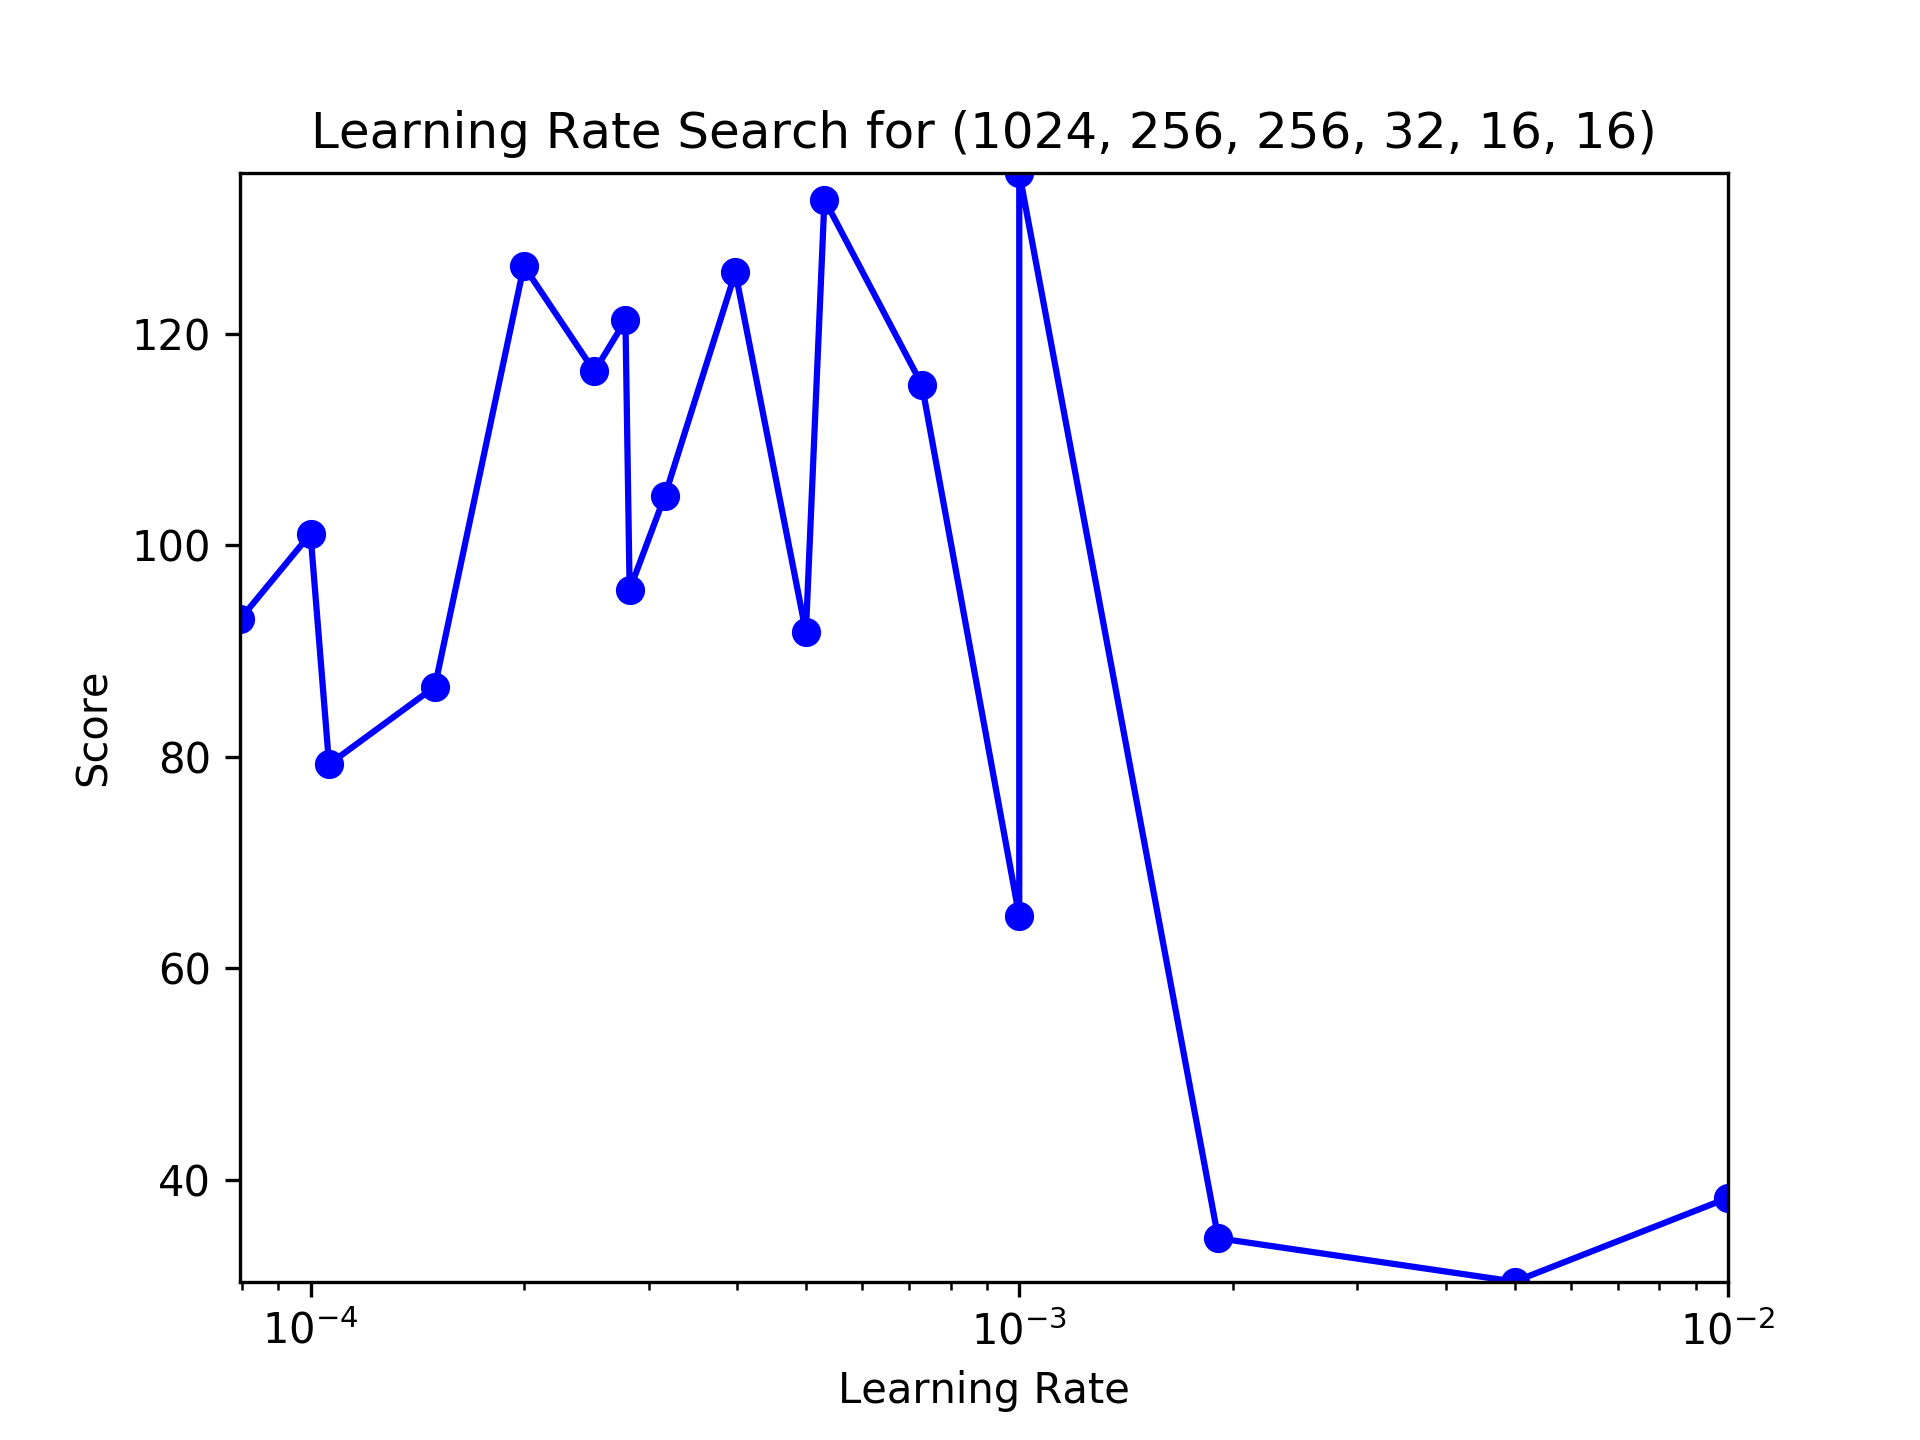 Learning Rate Search for (1024, 256, 256, 32, 16, 16)
120
100
80
60
40
Score
10⁻⁴ 10⁻³ 10⁻²
Learning Rate